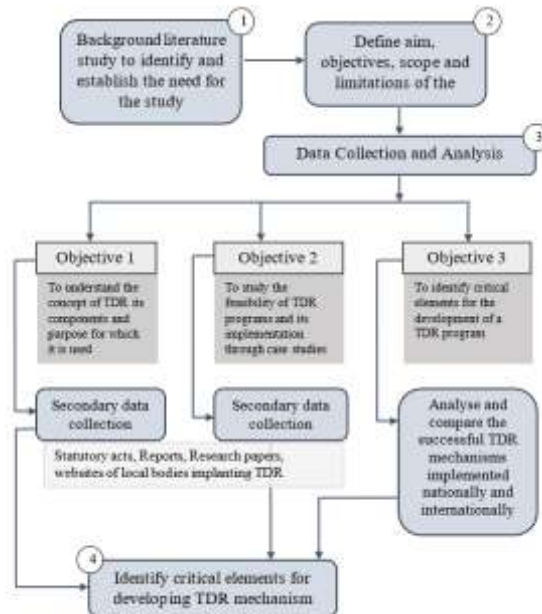 1
Background literature
study to identify and
establish the need for
the study
2
Define aim,
objectives, scope and
limitations of the
3
Data Collection and Analysis
Objective 1
To understand the
concept of TDR its
components and
purpose for which
it is used
Objective 2
To study the
feasibility of TDR
programs and its
implementation
through case studies
Objective 3
To identify critical
elements for the
development of a
TDR program
Secondary data
collection
Secondary data
collection
Statutory acts, Reports, Research papers,
websites of local bodies implanting TDR
Analyse and
compare the
successful TDR
mechanisms
implemented
nationally and
internationally
4
Identify critical elements for
developing TDR mechanism